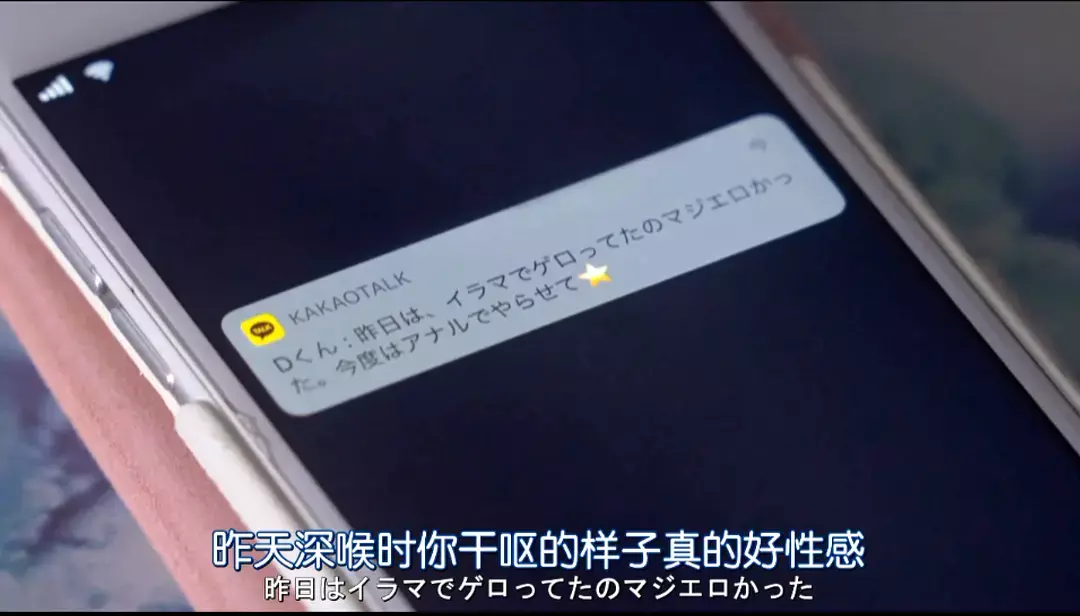 今
KAKAOTALK
TALK
Dくん:昨日は、イラマでゲロってたのマジエロかっ
た。今度はアナルでやらせて⭐
昨天深喉时你干呕的样子真的好性感
昨日はイラマでゲロってたのマジエロかった